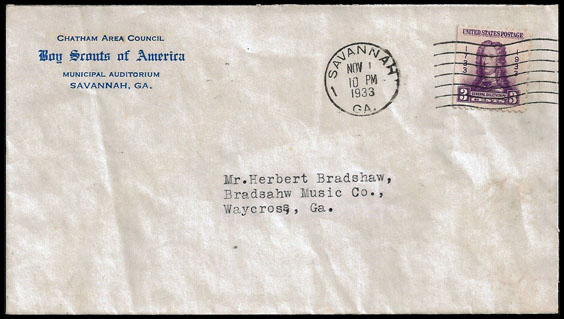 CHATHAM AREA COUNCIL
Boy Scouts of America
MUNICIPAL AUDITORIUM
SAVANNAH, GA.
SAVANNAH
NOV 1
10 PM
1933
GA.
UNITED STATES POSTAGE
1733 1933
3 CENTS 3
Mr.Herbert Bradshaw,
Bradsahw Music Co.,
Waycross, Ga.